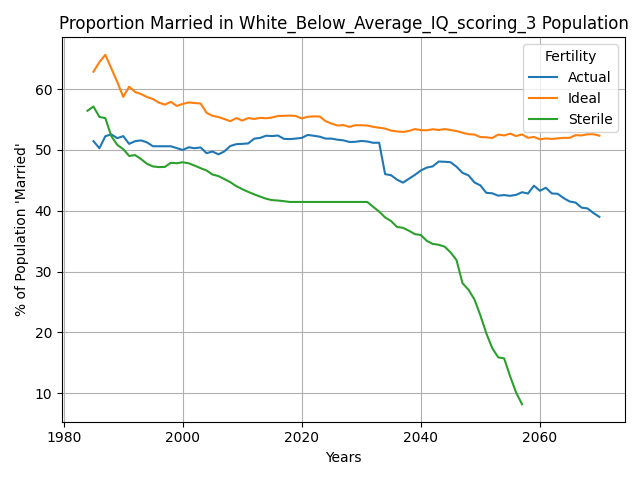 Proportion Married in White_Below_Average_IQ_scoring_3 Population
Fertility
Actual
Ideal
Sterile
% of Population 'Married'
60
50
40
30
20
10
1980 2000 2020 2040 2060
Years